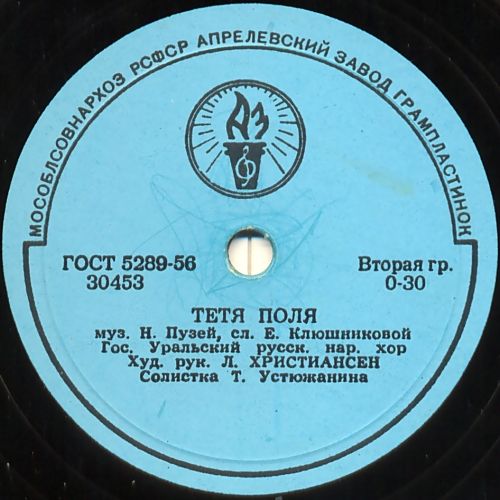 МОСОБЛСОВНАРХОЗ РСФСР АПРЕЛЕВСКИЙ ЗАВОД ГРАМПЛАСТИНОК
АЗ
ГОСТ 5289-56
30453
Вторая гр.
0-30
ТЕТЯ ПОЛЯ
муз. Н. Пузей, сл. Е. Клюшниковой
Гос. Уральский русск. нар. хор
Худ. рук. Л. ХРИСТИАНСЕН
Солистка Т. Устюжанина